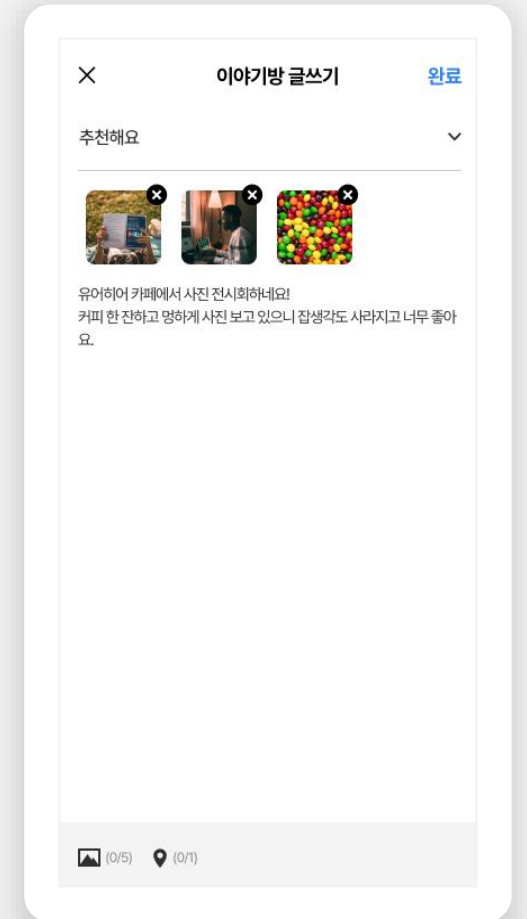 이야기방 글쓰기
완료
추천해요
유어히어 카페에서 사진 전시회하네요!
커피 한 잔하고 멍하게 사진 보고 있으니 잡생각도 사라지고 너무 좋아
요.
(0/5)
(0/1)